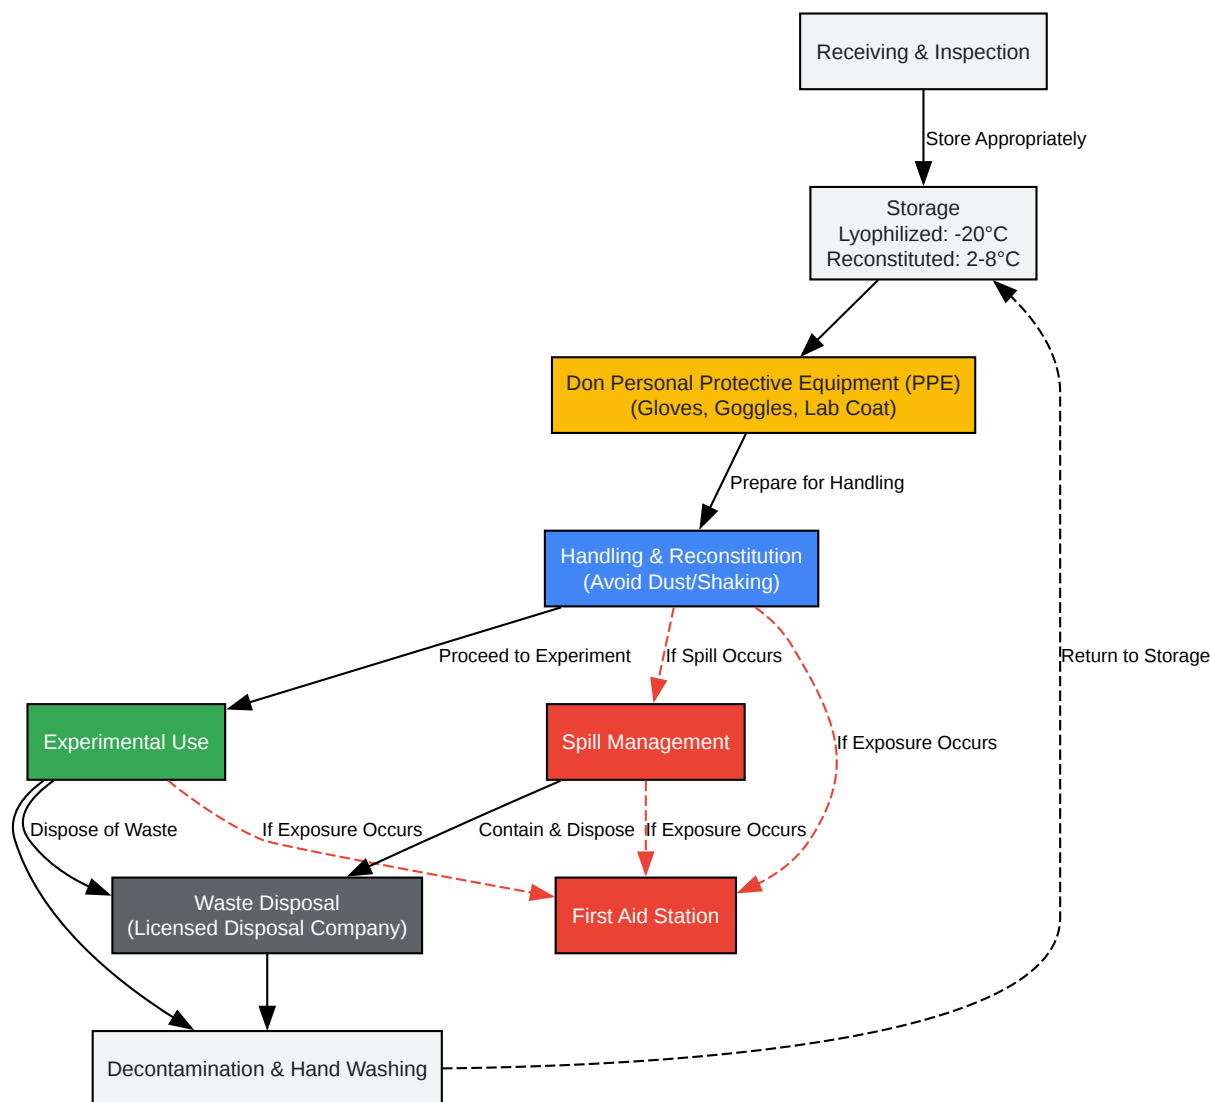 Receiving & Inspection
Store Appropriately
Storage
Lyophilized: -20°C
Reconstituted: 2-8°C
Don Personal Protective Equipment (PPE)
(Gloves, Goggles, Lab Coat)
Prepare for Handling
Handling & Reconstitution
(Avoid Dust/Shaking)
Proceed to Experiment
If Spill Occurs
Return to Storage
Experimental Use
Spill Management
If Exposure Occurs
Dispose of Waste
If Exposure Occurs
Contain & Dispose
If Exposure Occurs
Waste Disposal
(Licensed Disposal Company)
First Aid Station
Decontamination & Hand Washing